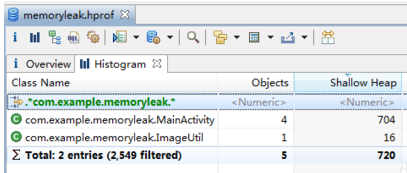 memoryleak.hprof
i OQL
i Overview Histogram
Class Name Objects Shallow Heap
.*com.example.memoryleak.* <Numeric> <Numeric>
com.example.memoryleak.MainActivity 4 704
com.example.memoryleak.ImageUtil 1 16
Σ Total: 2 entries (2,549 filtered) 5 720